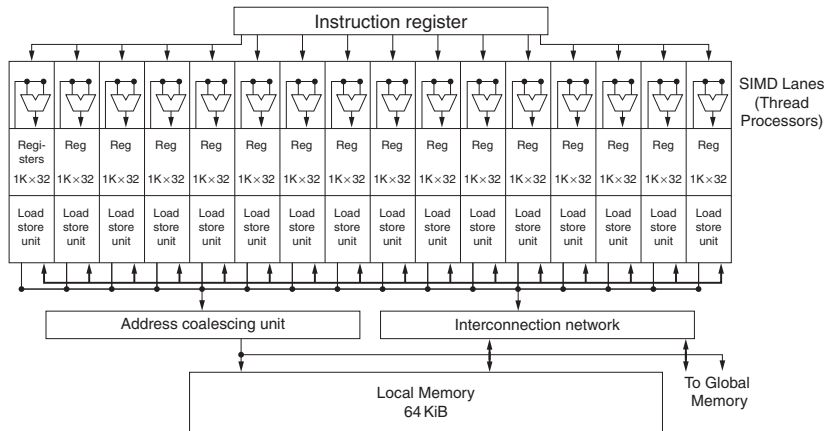 Instruction register
SIMD Lanes
(Thread
Processors)
Regi- Reg Reg Reg Reg Reg Reg Reg Reg Reg Reg Reg Reg Reg Reg Reg
sters
1K×32 1K×32 1K×32 1K×32 1K×32 1K×32 1K×32 1K×32 1K×32 1K×32 1K×32 1K×32 1K×32 1K×32 1K×32 1K×32
Load Load Load Load Load Load Load Load Load Load Load Load Load Load Load Load
store store store store store store store store store store store store store store store store
unit unit unit unit unit unit unit unit unit unit unit unit unit unit unit unit
Address coalescing unit
Interconnection network
Local Memory
64 KiB
To Global
Memory